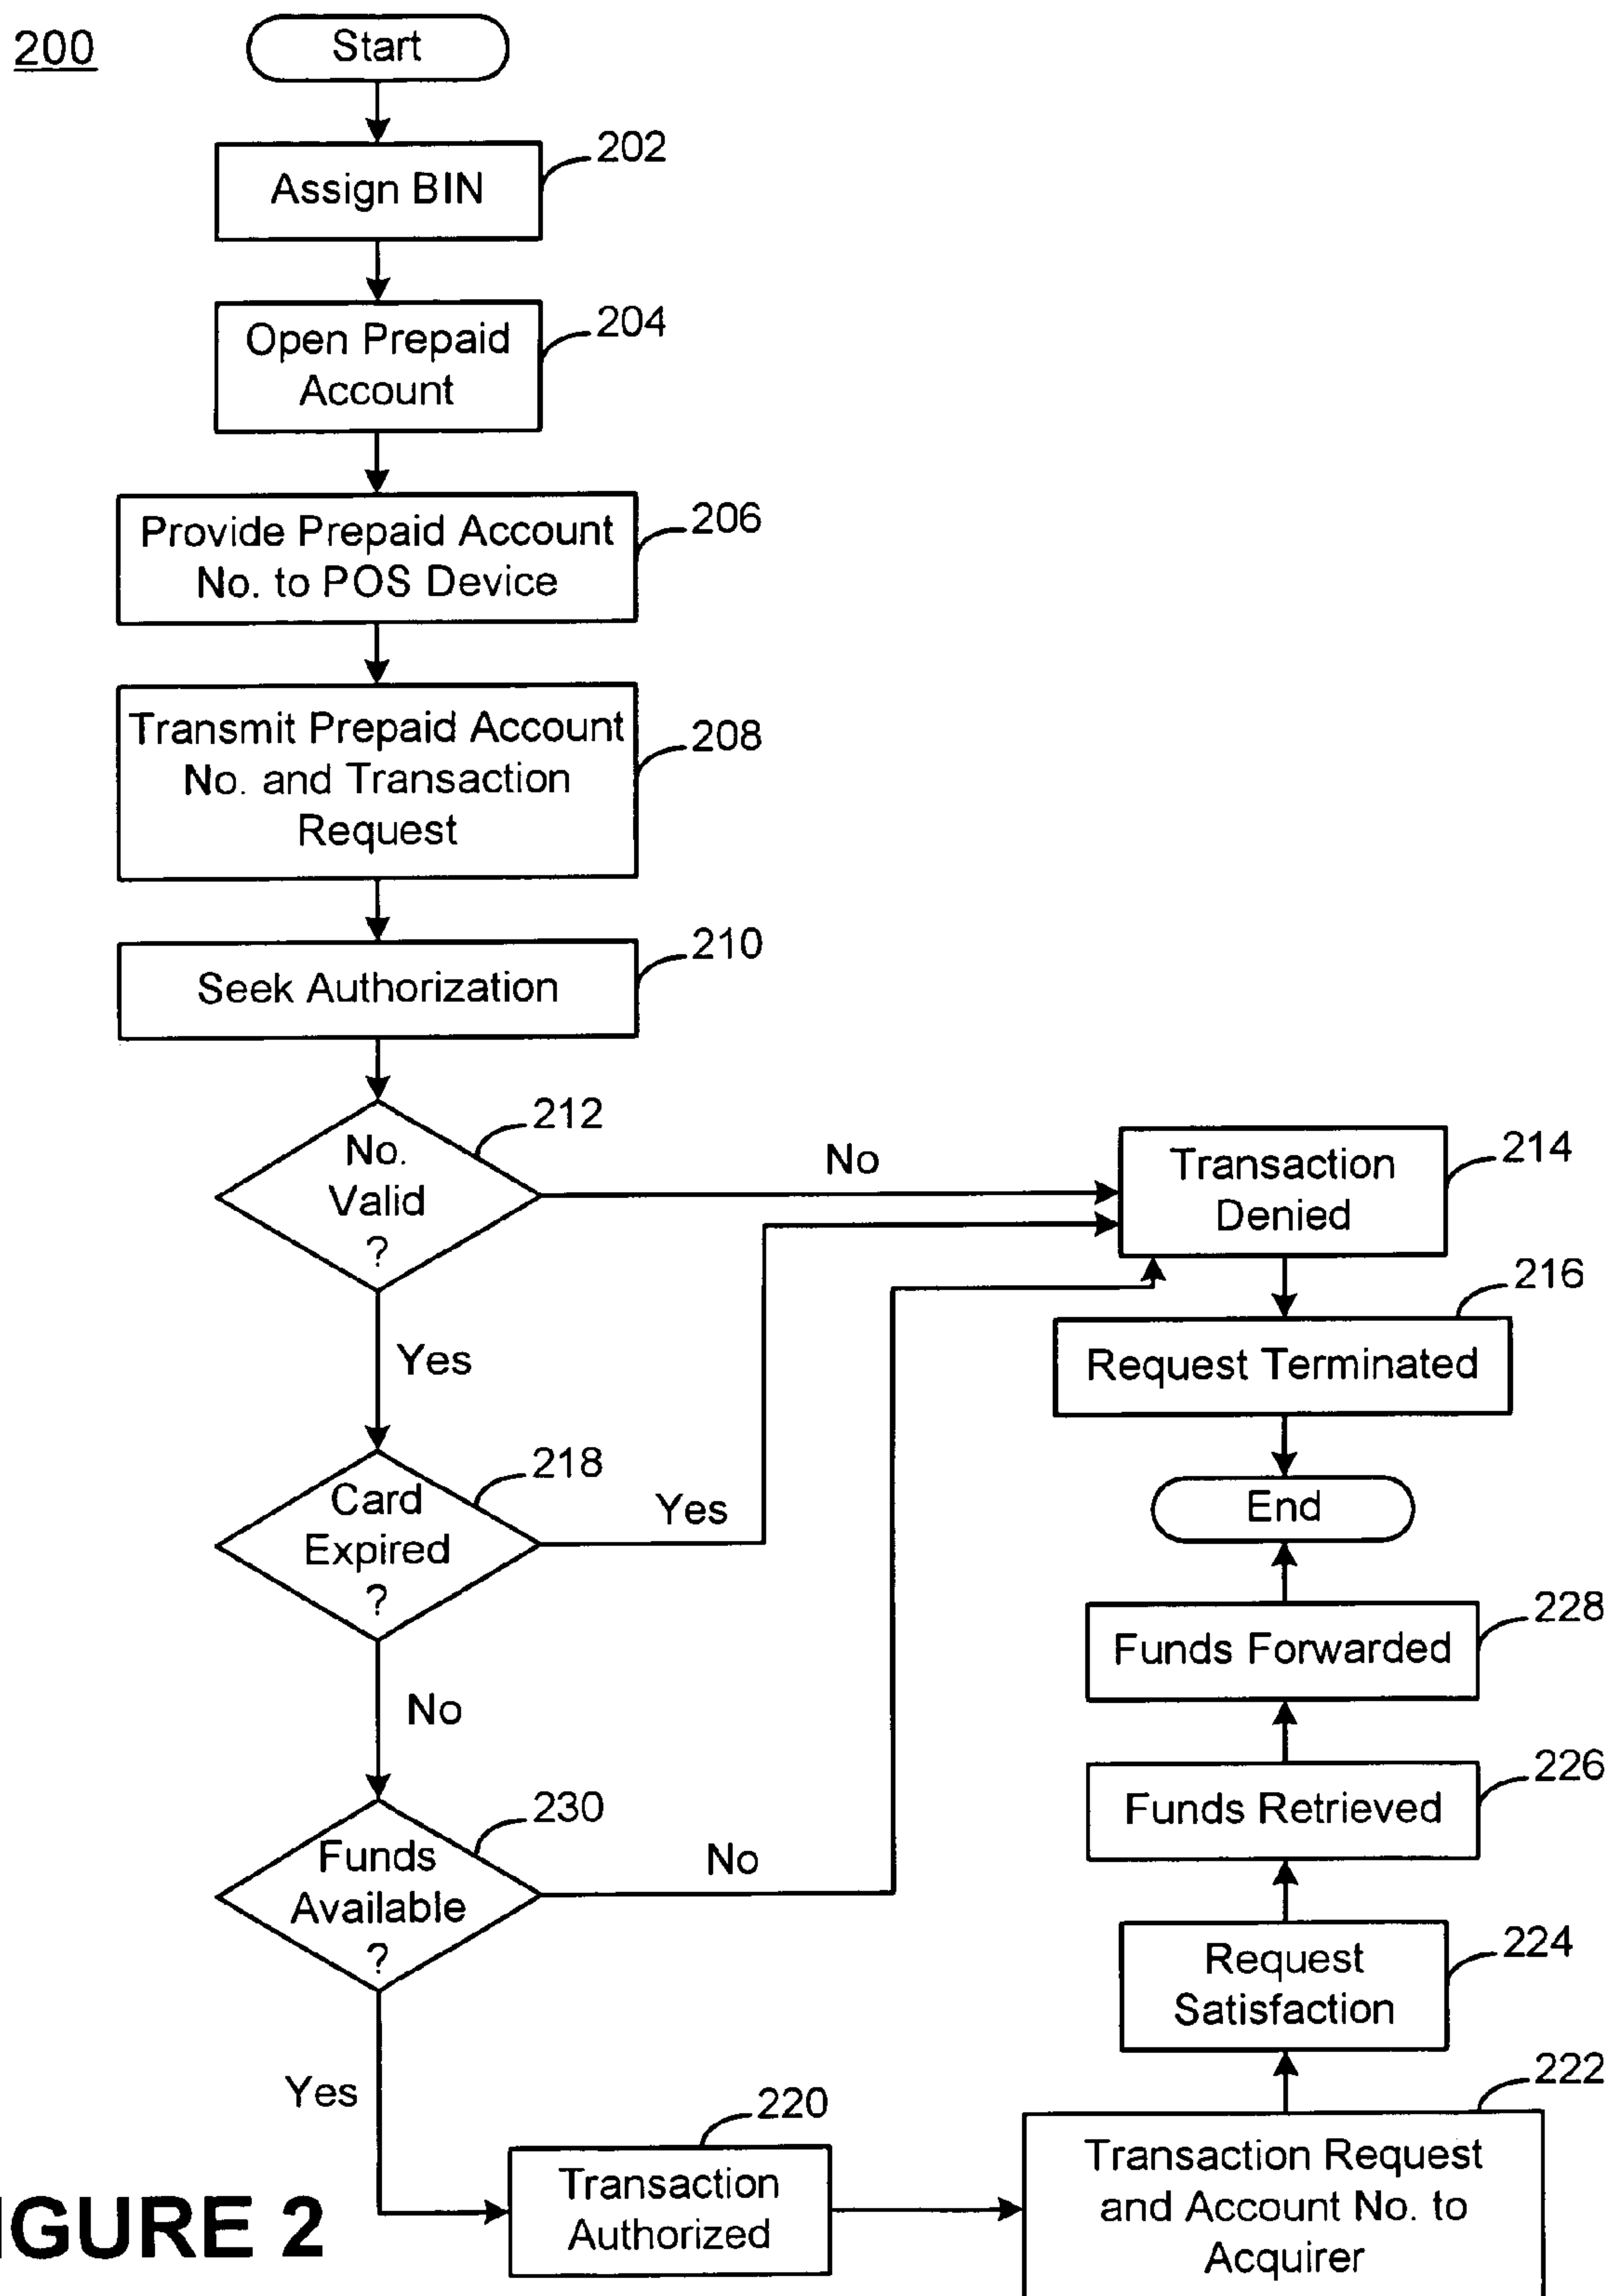 200
Start
Assign BIN
202
Open Prepaid
Account
204
Provide Prepaid Account
No. to POS Device
206
Transmit Prepaid Account
No. and Transaction
Request
208
Seek Authorization
210
No.
Valid
?
212
No
Yes
Transaction
Denied
214
Request Terminated
216
End
Card
Expired
?
218
Yes
No
Funds
Available
?
230
No
Yes
Transaction
Authorized
220
Transaction Request
and Account No. to
Acquirer
222
Request
Satisfaction
224
Funds Retrieved
226
Funds Forwarded
228
IGURE 2